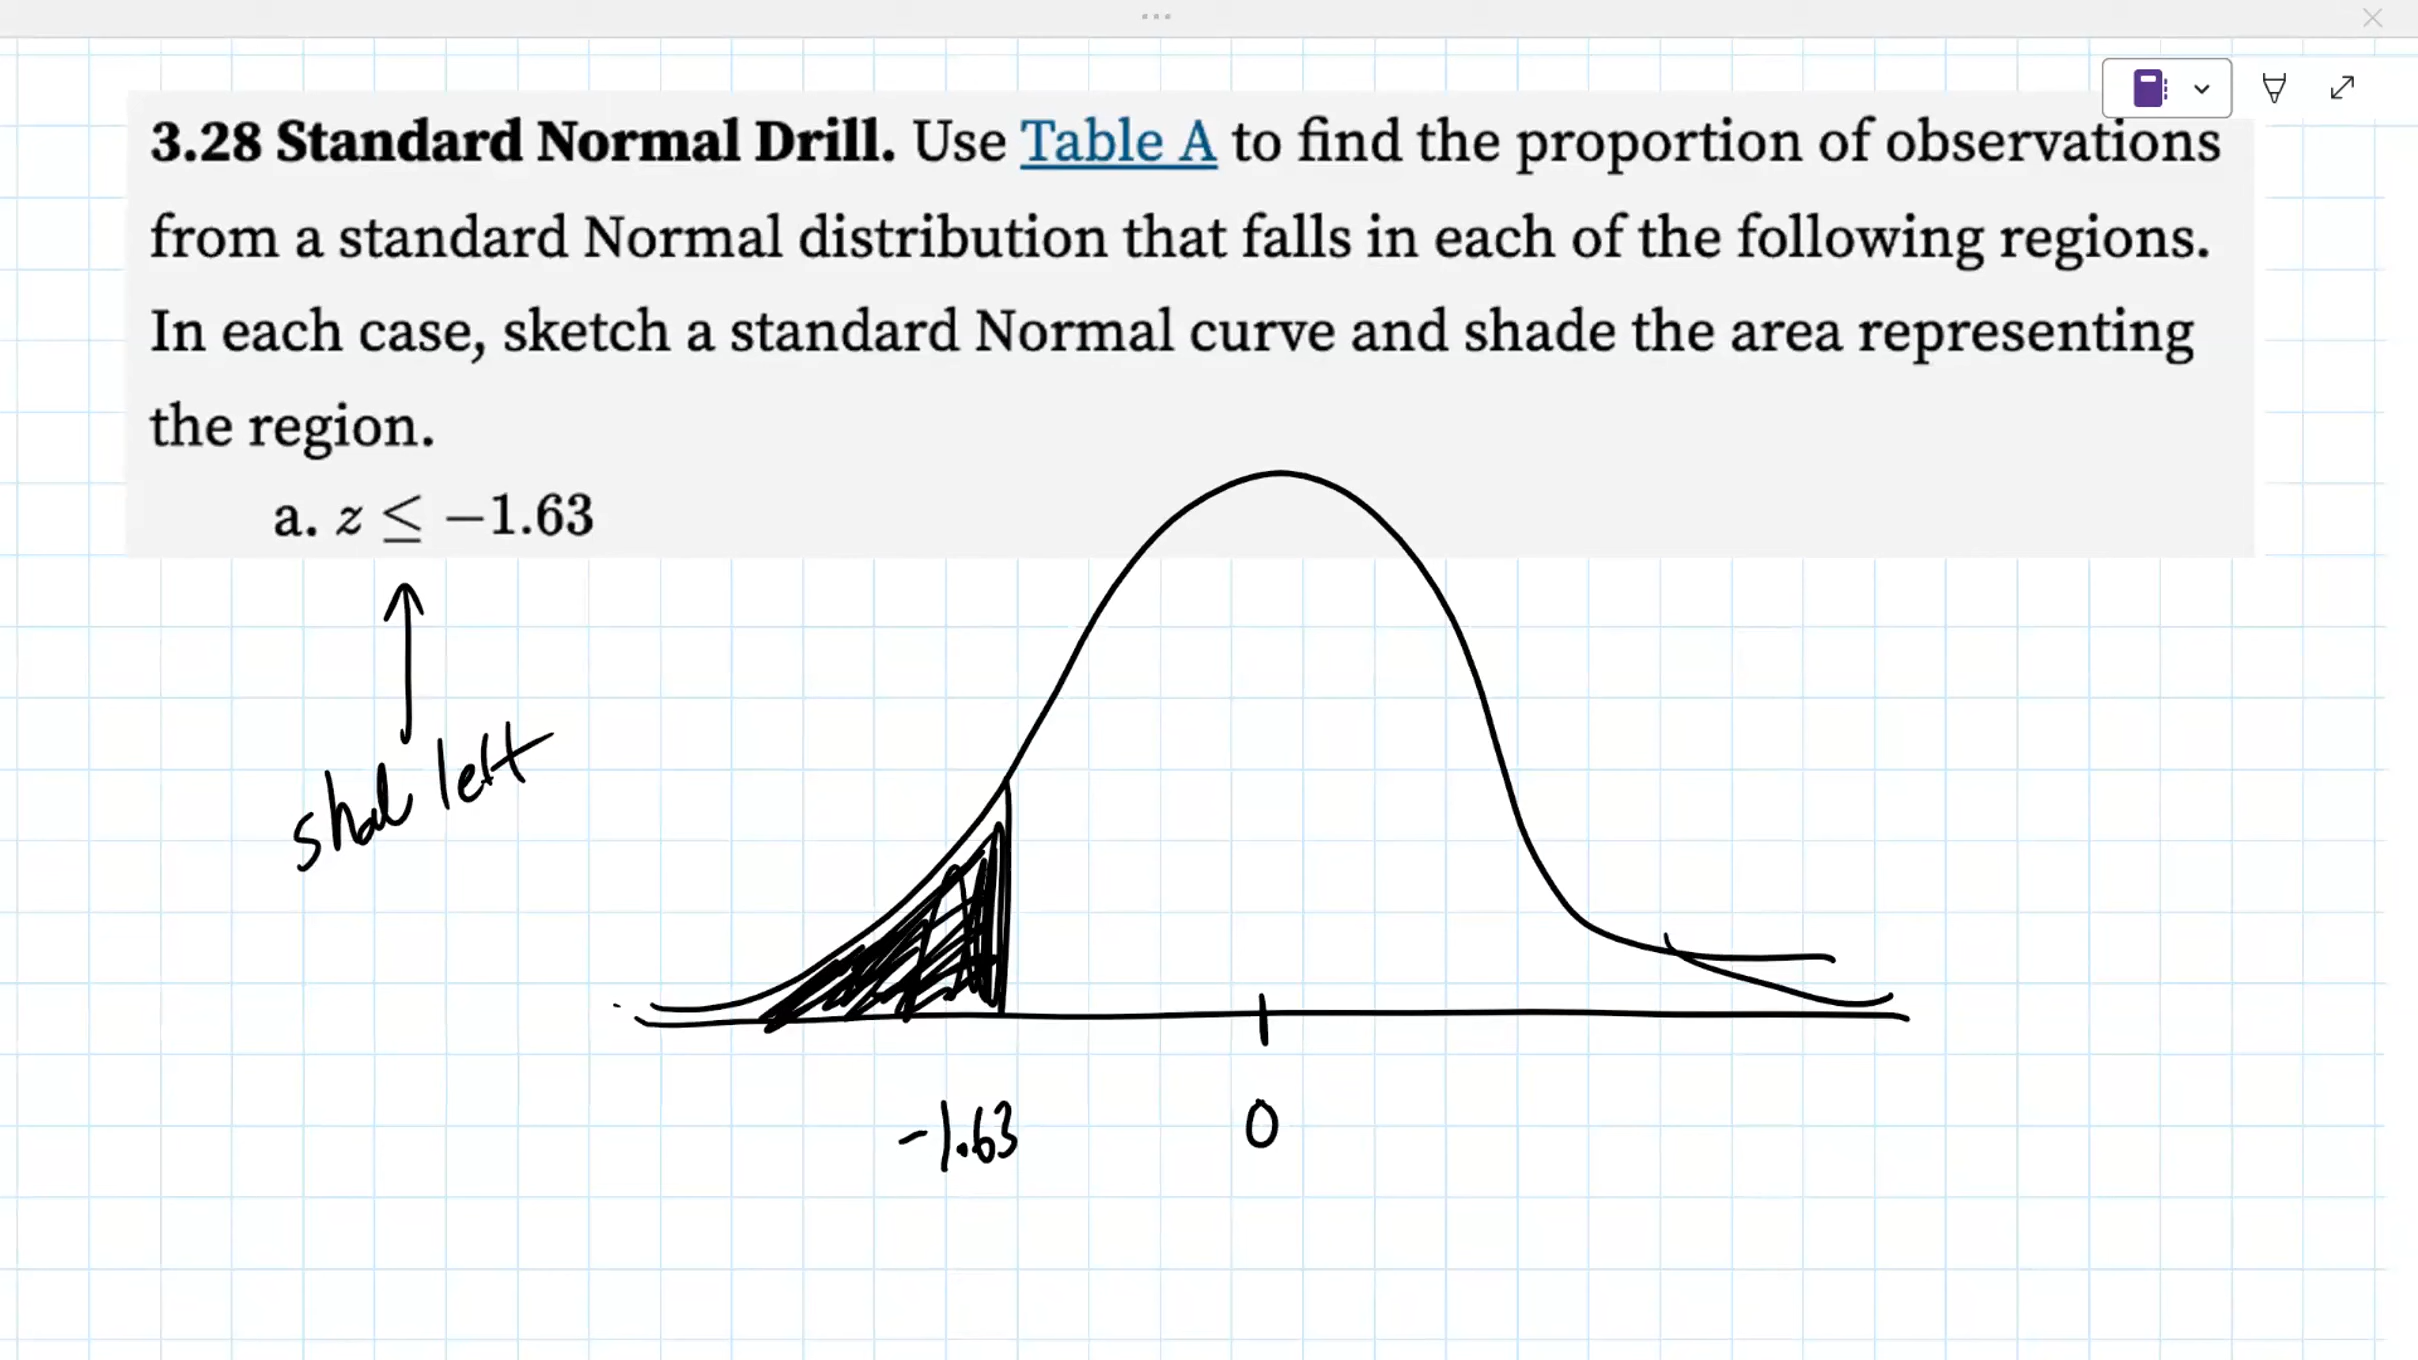 3.28 Standard Normal Drill. Use Table A to find the proportion of observations
from a standard Normal distribution that falls in each of the following regions.
In each case, sketch a standard Normal curve and shade the area representing
the region.
a. z ≤ −1.63
shad left
-1.63
0